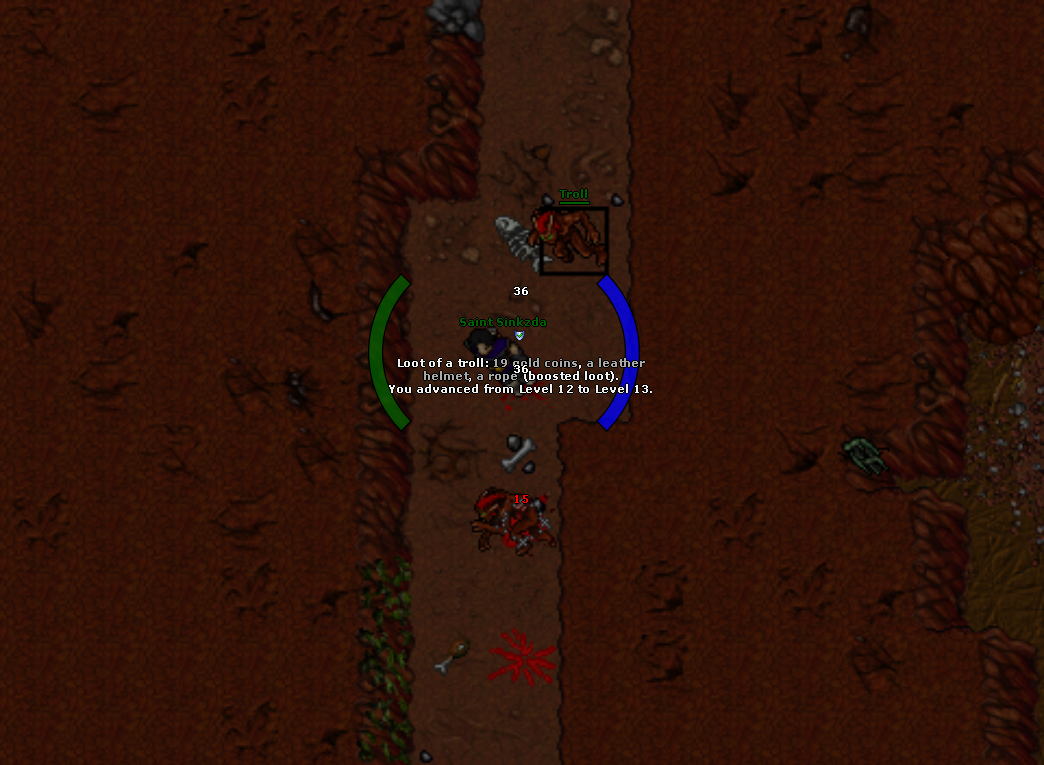 Troll
36
Saint Sinkzda
Loot of a troll: 19 gold coins, a leather
helmet, a rope (boosted loot).
36
You advanced from Level 12 to Level 13.
15